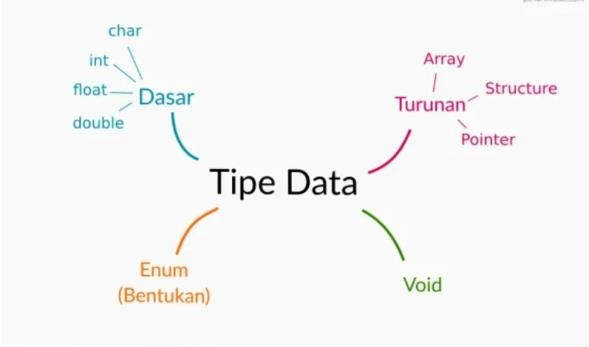 char
int
float
double
Dasar
Array
Structure
Turunan
Pointer
Tipe Data
Enum
(Bentukan)
Void